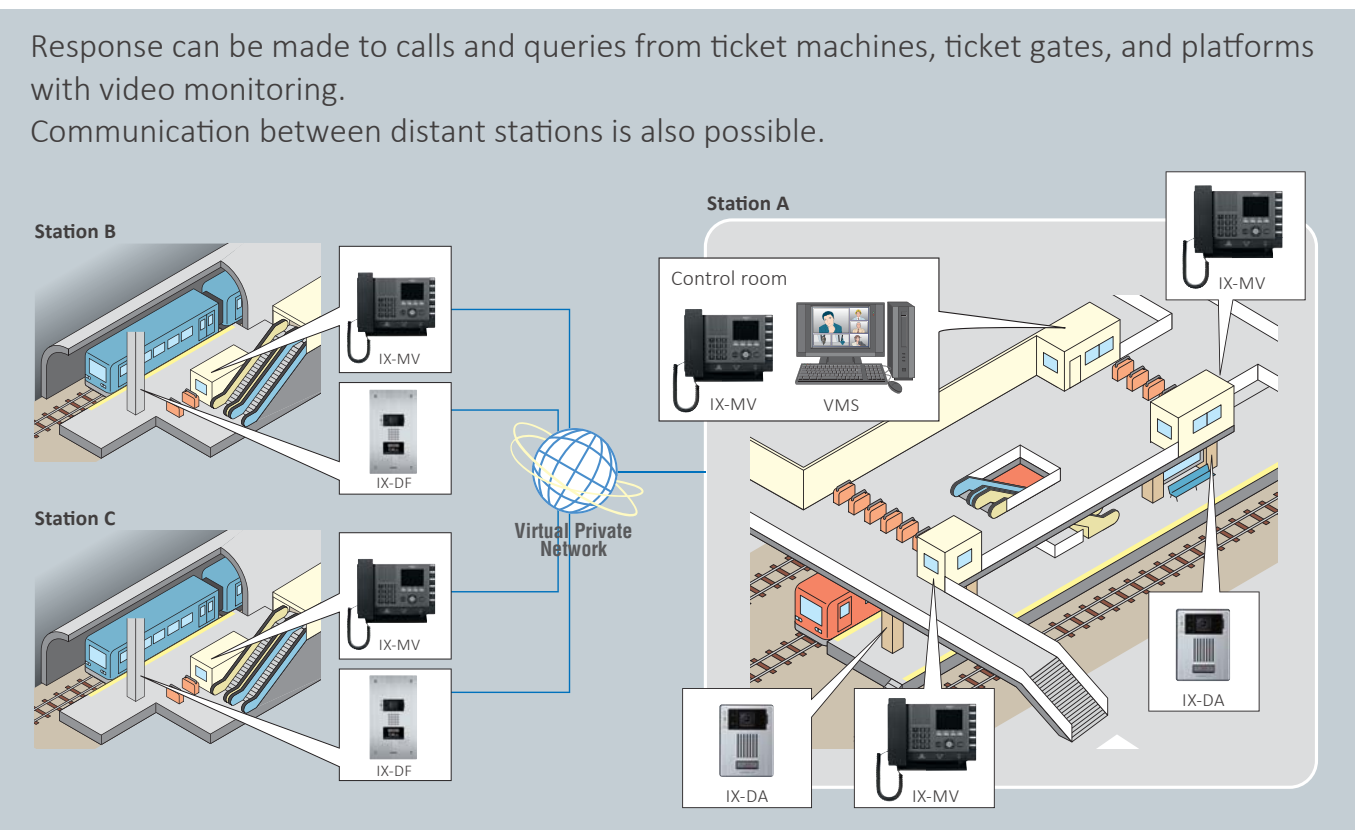 Response can be made to calls and queries from ticket machines, ticket gates, and platforms
with video monitoring.
Communication between distant stations is also possible.
Station B
IX-MV
IX-DF
Station C
IX-MV
IX-DF
Virtual Private
Network
Station A
Control room
IX-MV
VMS
IX-MV
IX-DA
IX-DA
IX-MV